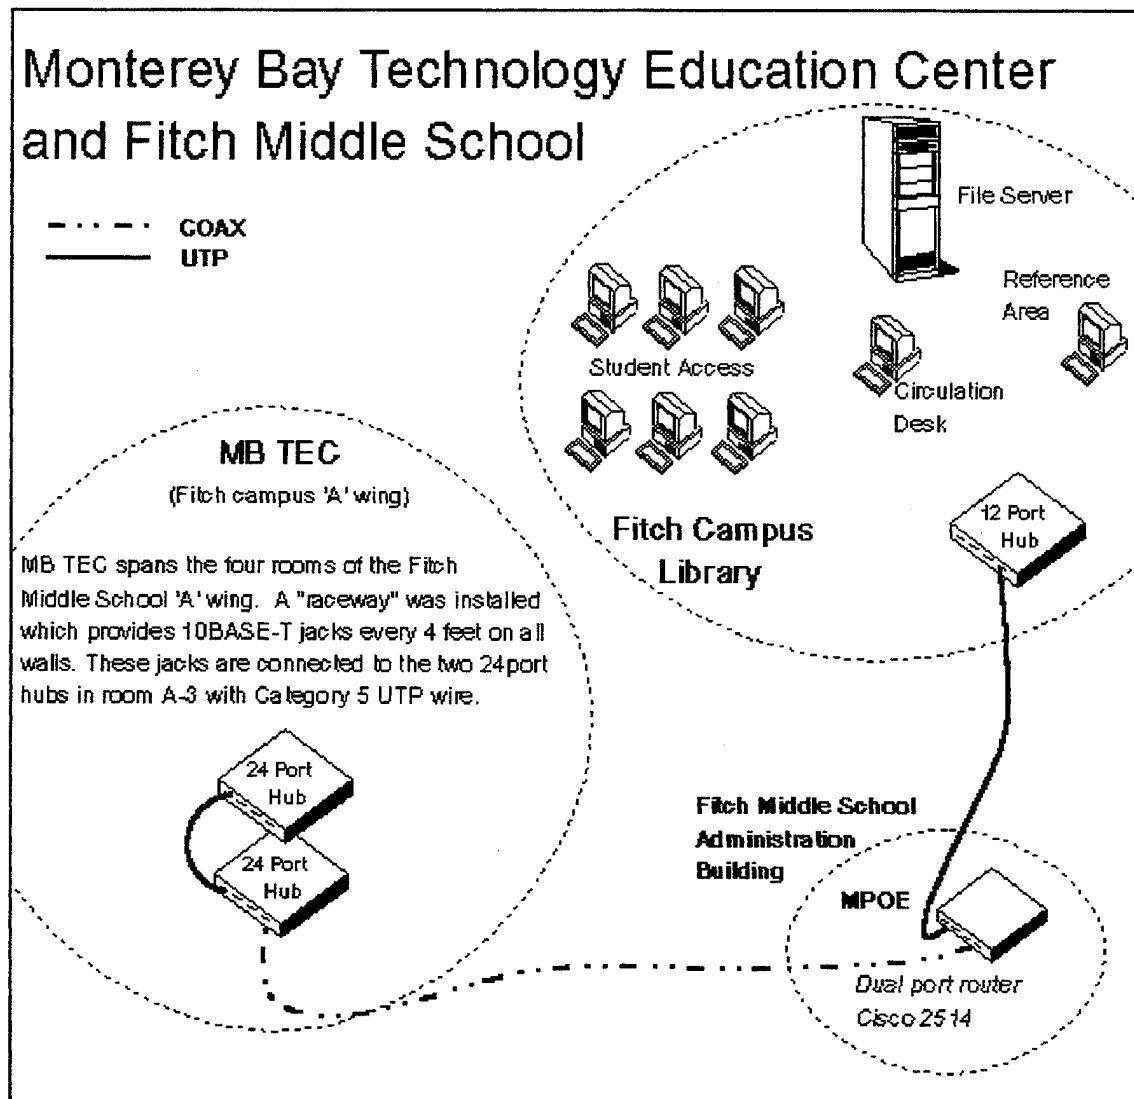 Monterey Bay Technology Education Center
and Fitch Middle School
COAX
UTP
File Server
Reference
Area
Student Access
Circulation
Desk
12 Port
Hub
Fitch Campus
Library
MB TEC
(Fitch campus 'A' wing)
MB TEC spans the four rooms of the Fitch
Middle School 'A' wing. A "raceway" was installed
which provides 10BASE-T jacks every 4 feet on all
walls. These jacks are connected to the two 24port
hubs in room A-3 with Category 5 UTP wire.
24 Port
Hub
24 Port
Hub
Fitch Middle School
Administration
Building
MPOE
Dual port router
Cisco 2514